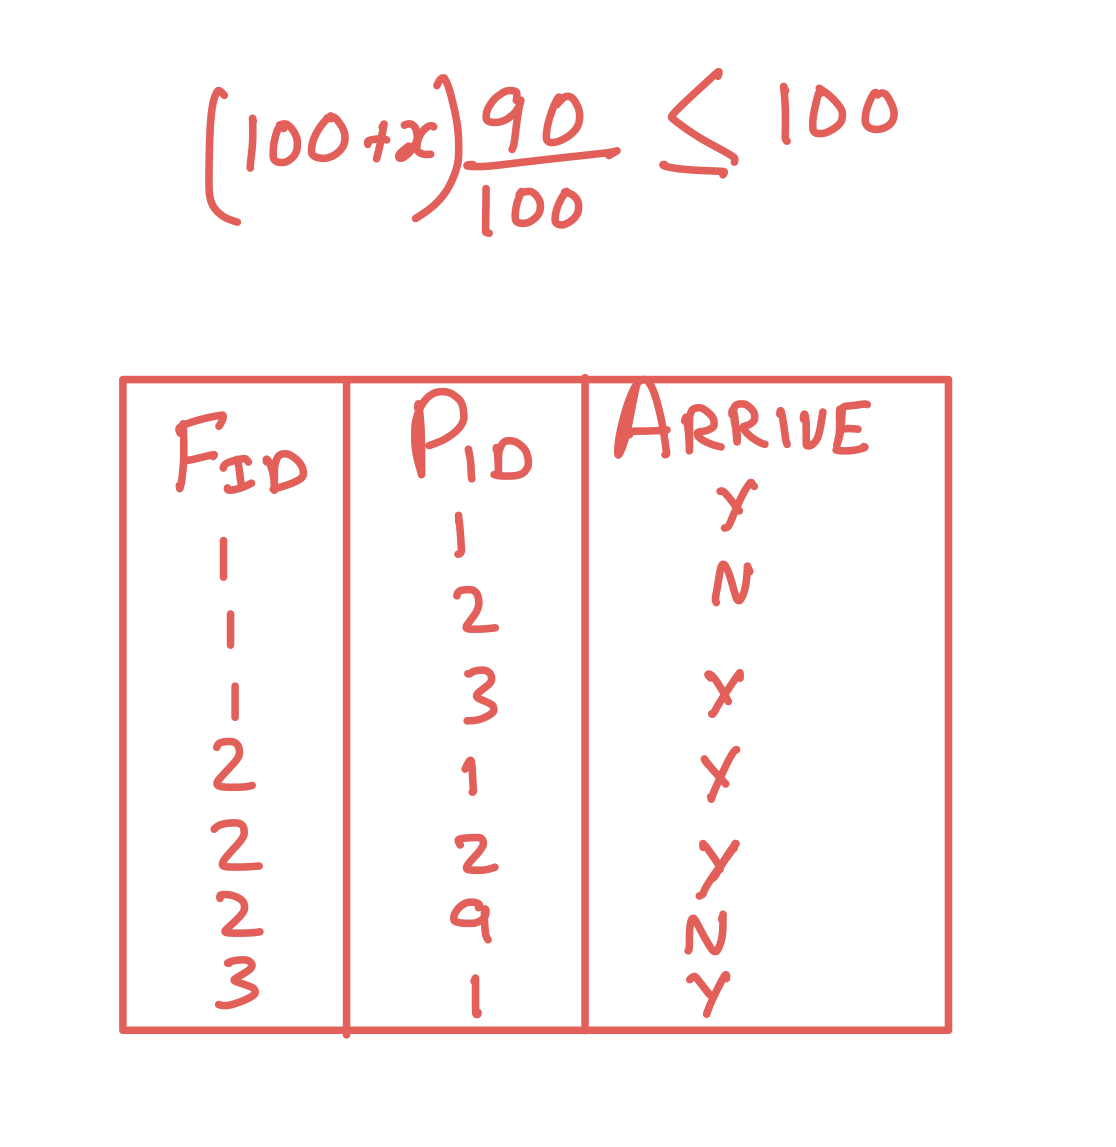 (100+x) 90/100 ≤ 100
FID PID ARRIVE
1 1 Y
1 2 N
1 3 Y
2 1 Y
2 2 Y
2 9 N
3 1 Y